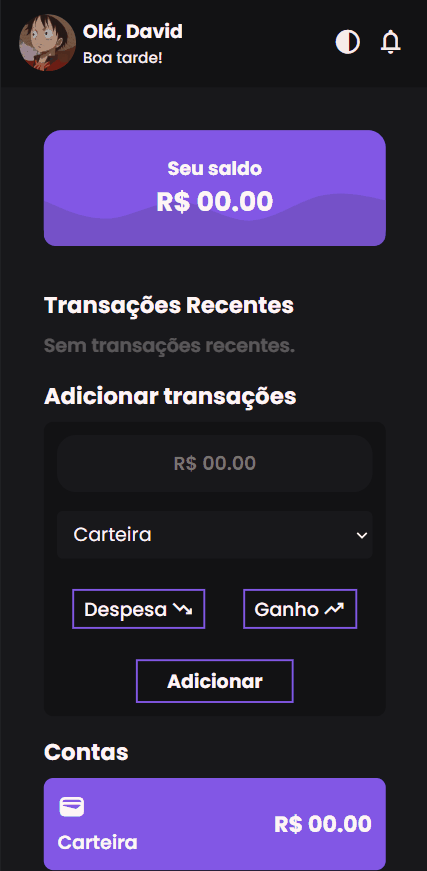 Olá, David
Boa tarde!
Seu saldo
R$ 00.00
Transações Recentes
Sem transações recentes.
Adicionar transações
R$ 00.00
Carteira
Despesa
Ganho
Adicionar
Contas
Carteira
R$ 00.00